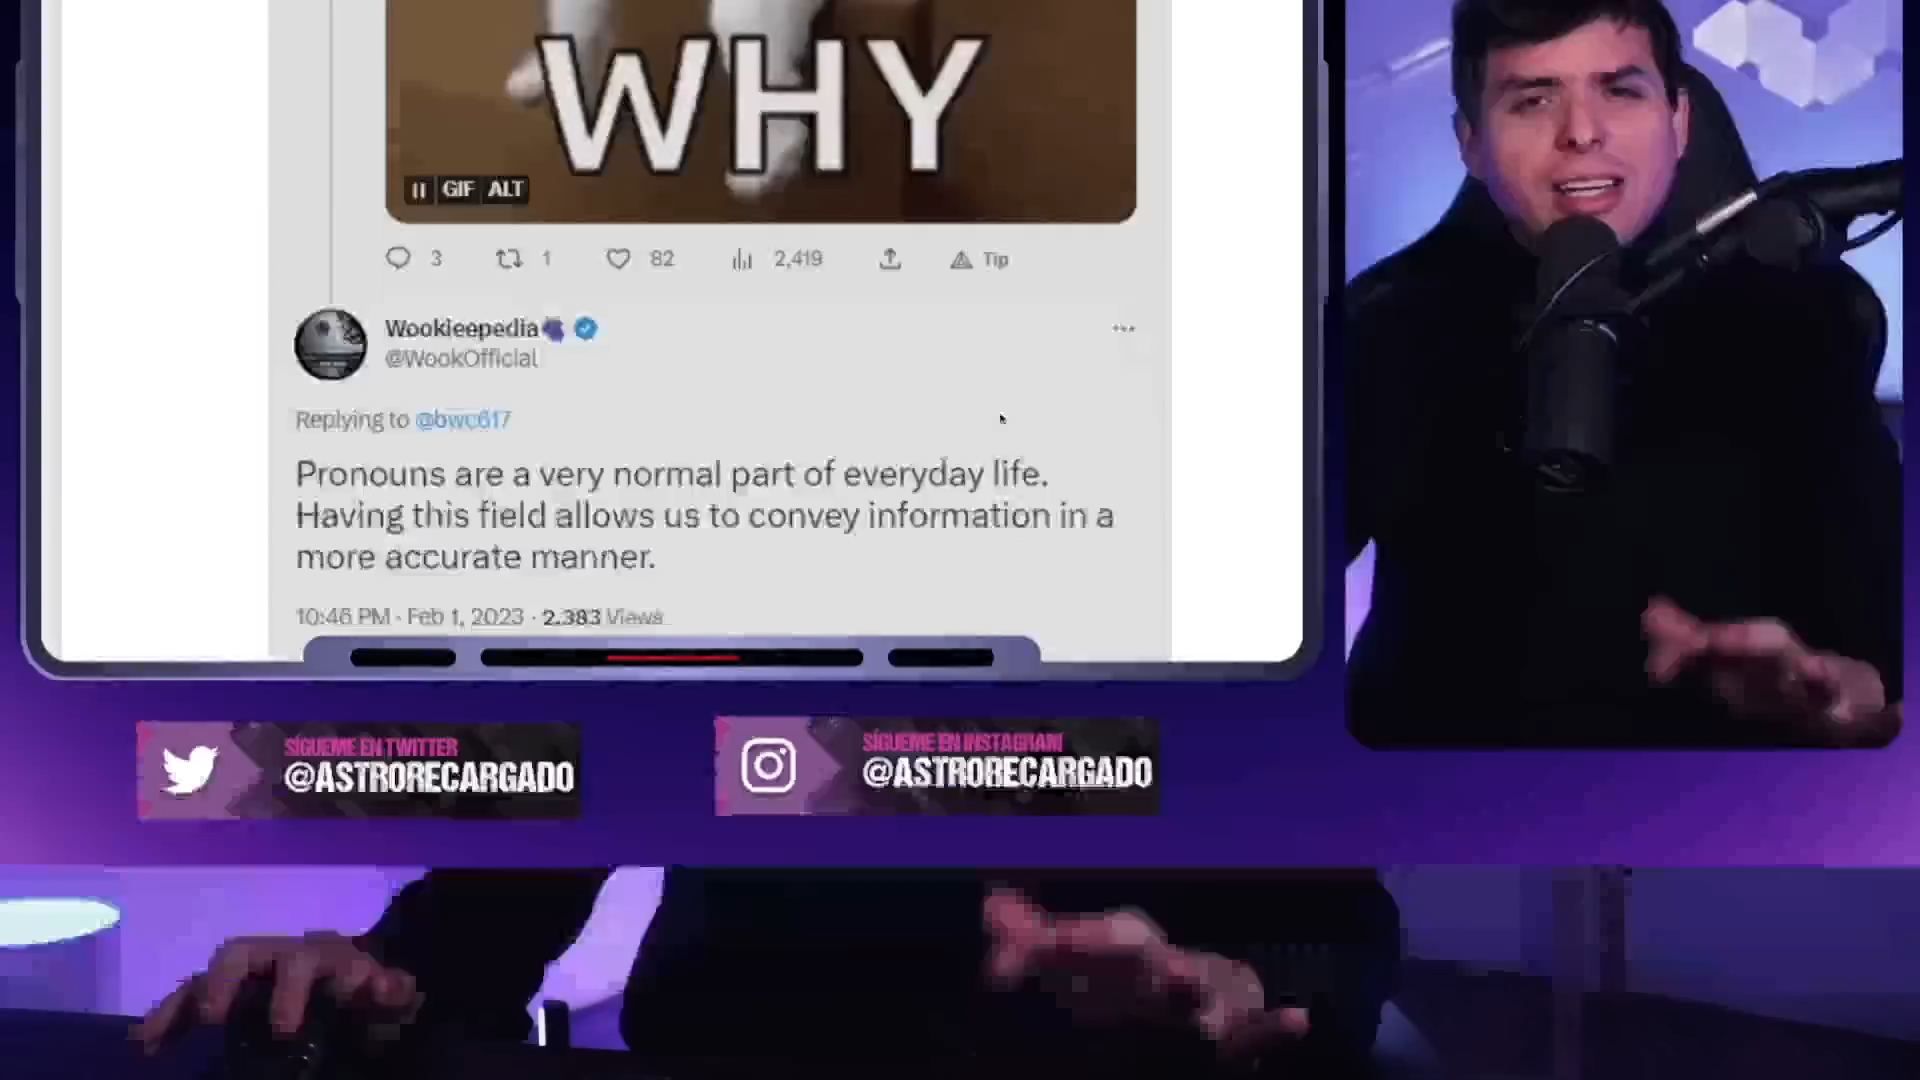 WHY
GIF ALT
3 1 82 2,419 Tip
Wookieepedia
@WookOfficial
Replying to @bwc617
Pronouns are a very normal part of everyday life.
Having this field allows us to convey information in a
more accurate manner.
10:46 PM · Feb 1, 2023 · 2.383 Views
SÍGUEME EN TWITTER
@ASTRORECARGADO
SÍGUEME EN INSTAGRAM
@ASTRORECARGADO